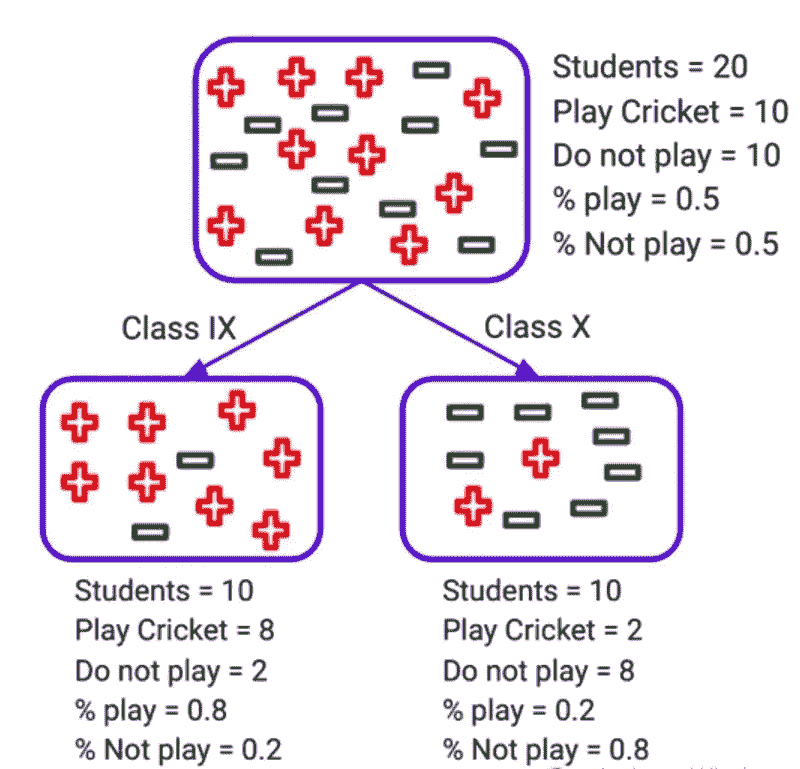 Students = 20
Play Cricket = 10
Do not play = 10
% play = 0.5
% Not play = 0.5
Class IX
Class X
Students = 10
Play Cricket = 8
Do not play = 2
% play = 0.8
% Not play = 0.2
Students = 10
Play Cricket = 2
Do not play = 8
% play = 0.2
% Not play = 0.8